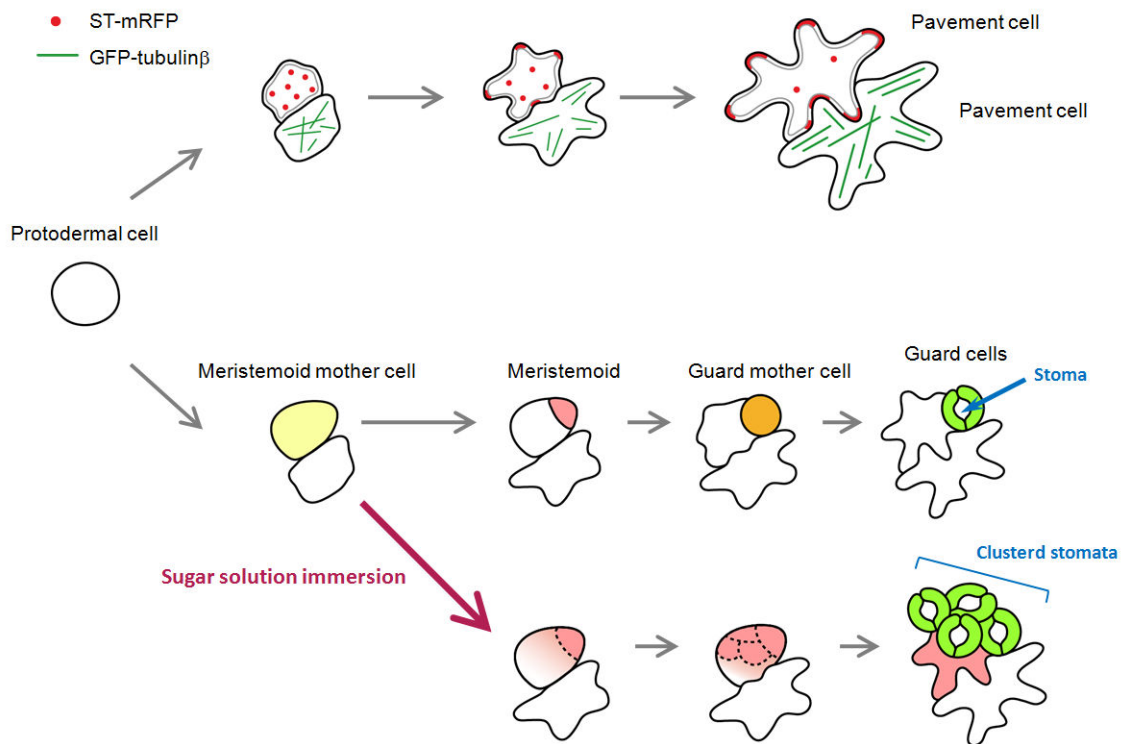 ST-mRFP
GFP-tubulinβ
Pavement cell
Pavement cell
Protodermal cell
Meristemoid mother cell
Meristemoid
Guard mother cell
Guard cells
Stoma
Sugar solution immersion
Clusterd stomata